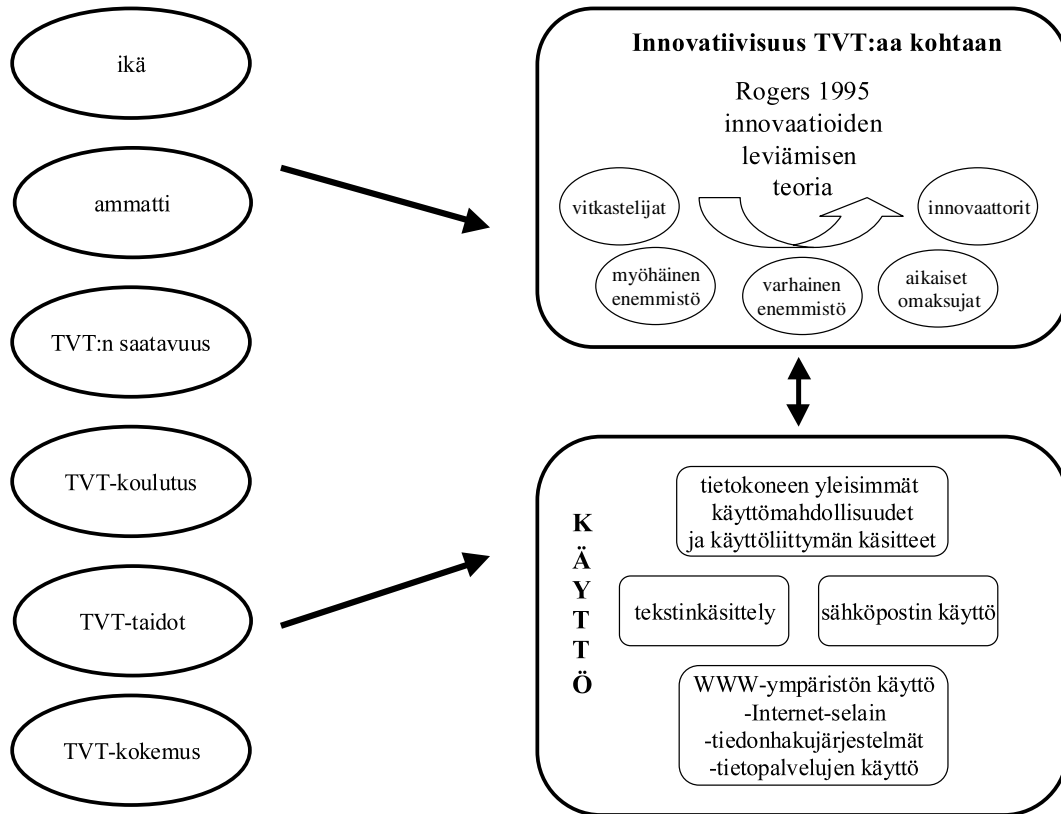 ikä
ammatti
TVT:n saatavuus
TVT-koulutus
TVT-taidot
TVT-kokemus
Innovatiivisuus TVT:aa kohtaan
Rogers 1995
innovaatioiden
leviämisen
teoria
vitkastelijat
innovaattorit
myöhäinen
enemmistö
varhainen
enemmistö
aikaiset
omaksujat
KÄYTTÖ
tietokoneen yleisimmät
käyttömahdollisuudet
ja käyttöliittymän käsitteet
tekstinkäsittely
sähköpostin käyttö
WWW-ympäristön käyttö
-Internet-selain
-tiedonhakujärjestelmät
-tietopalvelujen käyttö